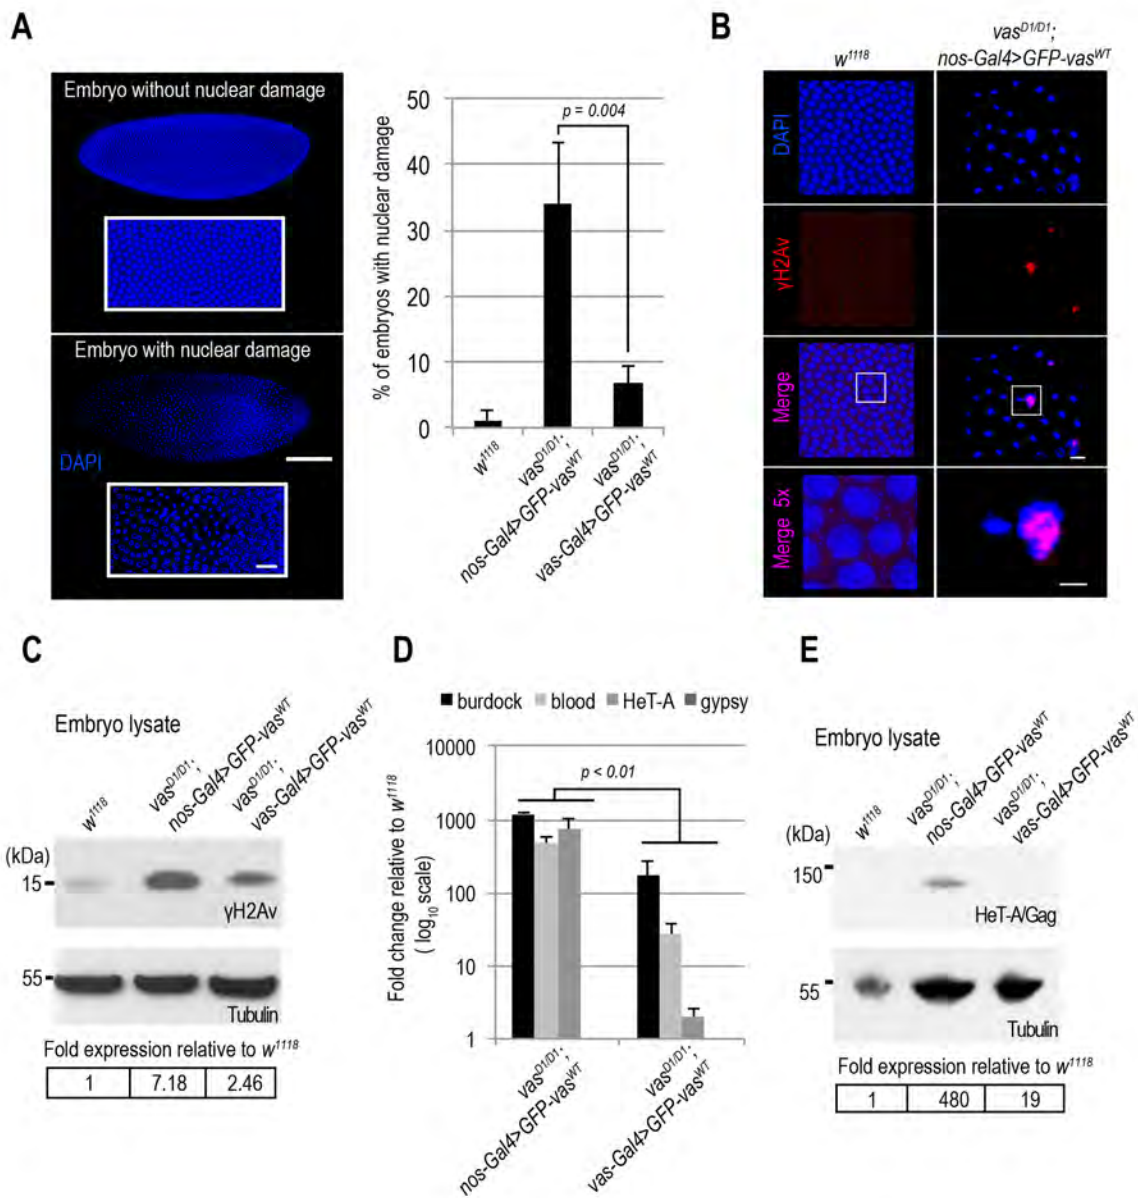 A
Embryo without nuclear damage
Embryo with nuclear damage
DAPI
% of embryos with nuclear damage
50
40
30
20
10
0
p = 0.004
w1118
vasD1/D1;
nos-Gal4>GFP-vasWT
vasD1/D1;
vas-Gal4>GFP-vasWT
B
w1118
vasD1/D1;
nos-Gal4>GFP-vasWT
DAPI
γH2Av
Merge
Merge 5x
C
Embryo lysate
w1118
vasD1/D1;
nos-Gal4>GFP-vasWT
vasD1/D1;
vas-Gal4>GFP-vasWT
(kDa)
15
γH2Av
55
Tubulin
Fold expression relative to w1118
1 7.18 2.46
D
burdock blood HeT-A gypsy
Fold change relative to w1118
( log10 scale)
10000
1000
100
10
1
p < 0.01
vasD1/D1;
nos-Gal4>GFP-vasWT
vasD1/D1;
vas-Gal4>GFP-vasWT
E
Embryo lysate
w1118
vasD1/D1;
nos-Gal4>GFP-vasWT
vasD1/D1;
vas-Gal4>GFP-vasWT
(kDa)
150
HeT-A/Gag
55
Tubulin
Fold expression relative to w1118
1 480 19